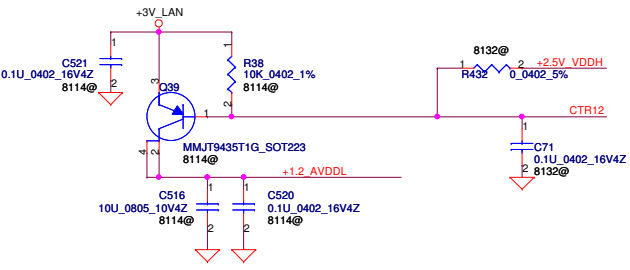 +3V_LAN
1
C521
0.1U_0402_16V4Z
2
8114@
3
Q39
1
R38
10K_0402_1%
2
8114@
1
MMJT9435T1G_SOT223
8114@
4
2
+1.2_AVDDL
1
C516
10U_0805_10V4Z
8114@
2
1
C520
0.1U_0402_16V4Z
8114@
2
8132@
1
2
+2.5V_VDDH
R432
0_0402_5%
CTR12
1
C71
0.1U_0402_16V4Z
2
8132@